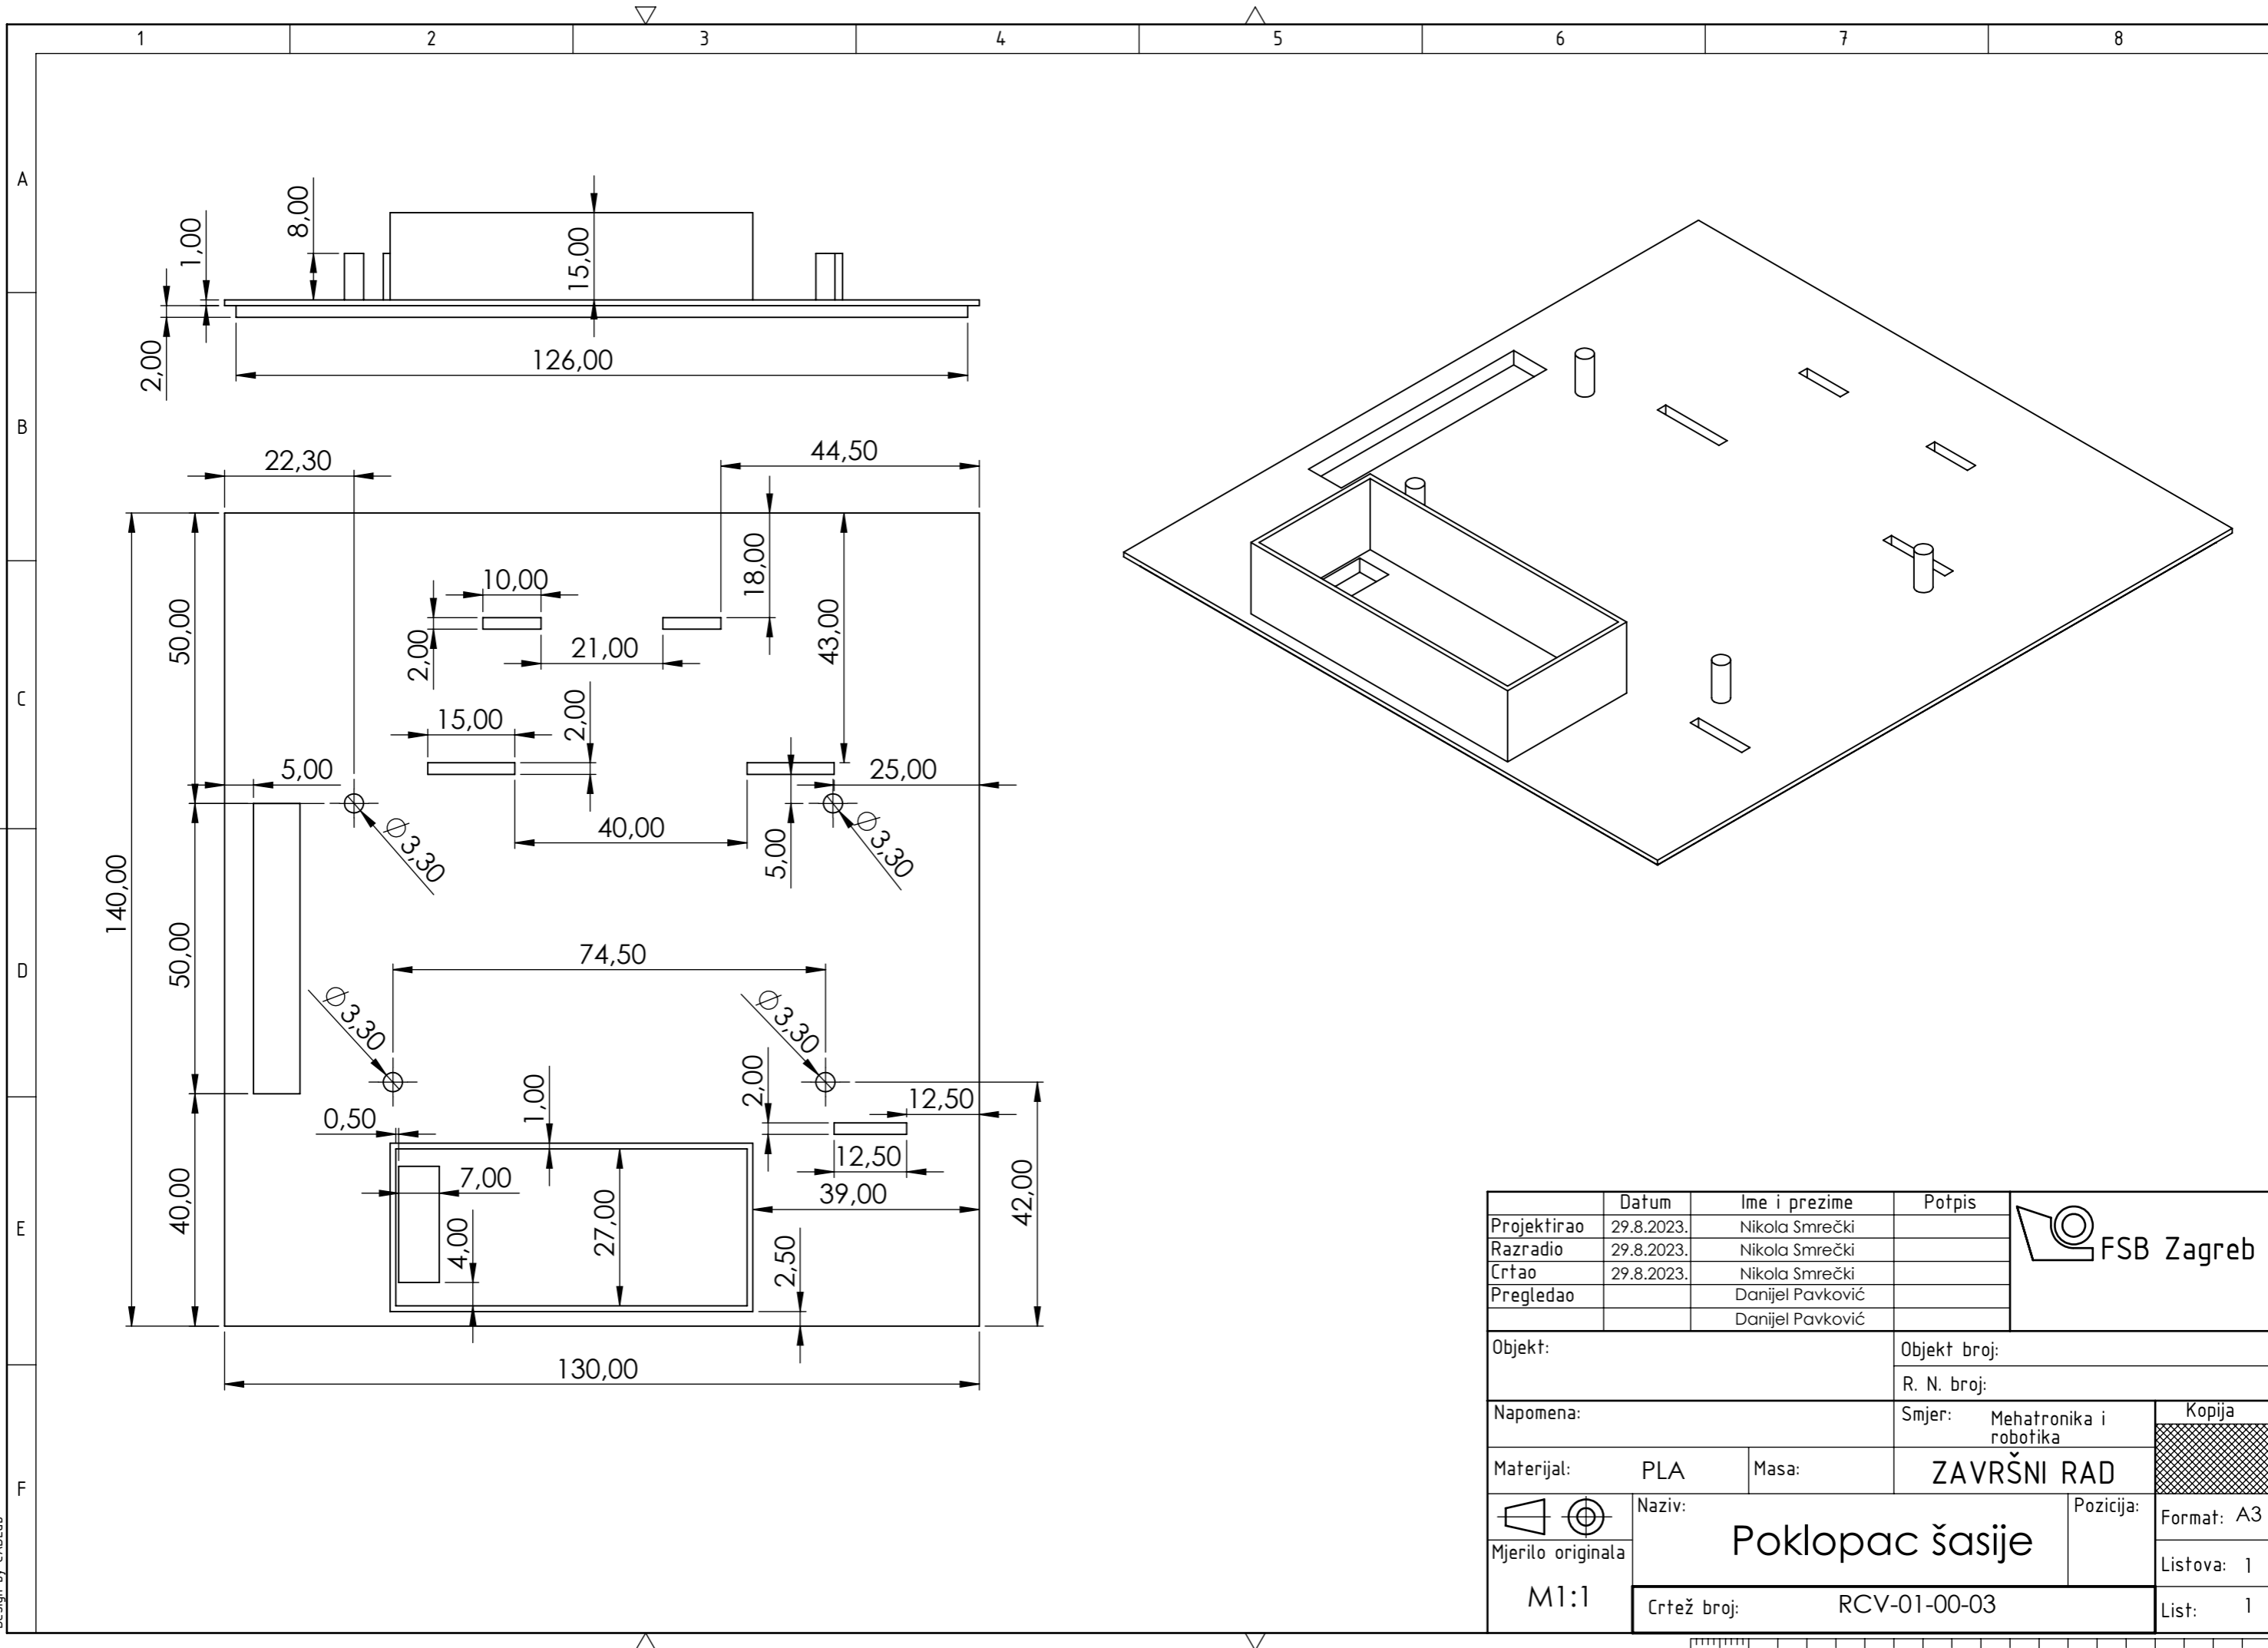 1 2 3 4 5 6 7 8
A
B
C
D
E
F
8,00
1,00
15,00
2,00
126,00
22,30
44,50
50,00
18,00
43,00
10,00
2,00
21,00
15,00
2,00
5,00
25,00
40,00
5,00
∅3,30
∅3,30
140,00
50,00
74,50
∅3,30
∅3,30
1,00
2,00
12,50
0,50
7,00
12,50
39,00
40,00
4,00
27,00
2,50
42,00
130,00
Datum Ime i prezime Potpis
Projektirao 29.8.2023. Nikola Smrečki
Razradio 29.8.2023. Nikola Smrečki
Crtao 29.8.2023. Nikola Smrečki
Pregledao Danijel Pavković
Danijel Pavković
FSB Zagreb
Objekt: Objekt broj:
R. N. broj:
Napomena: Smjer: Mehatronika i
robotika
Kopija
Materijal: PLA Masa: ZAVRŠNI RAD
Naziv: Pozicija:
Poklopac šasije
Format: A3
Mjerilo originala
M1:1
Listova: 1
Crtež broj: RCV-01-00-03
List: 1